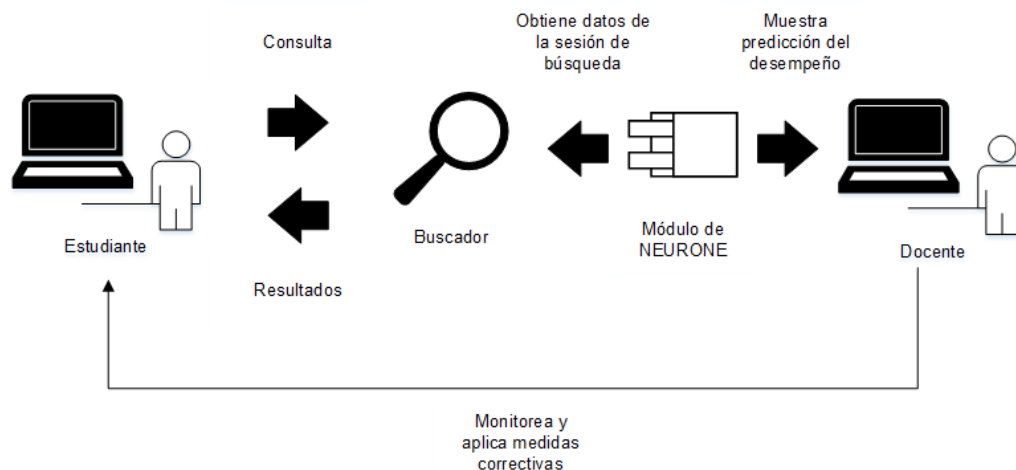 Consulta
Obtiene datos de
la sesión de
búsqueda
Muestra
predicción del
desempeño
Estudiante
Buscador
Módulo de
NEURONE
Docente
Resultados
Monitorea y
aplica medidas
correctivas